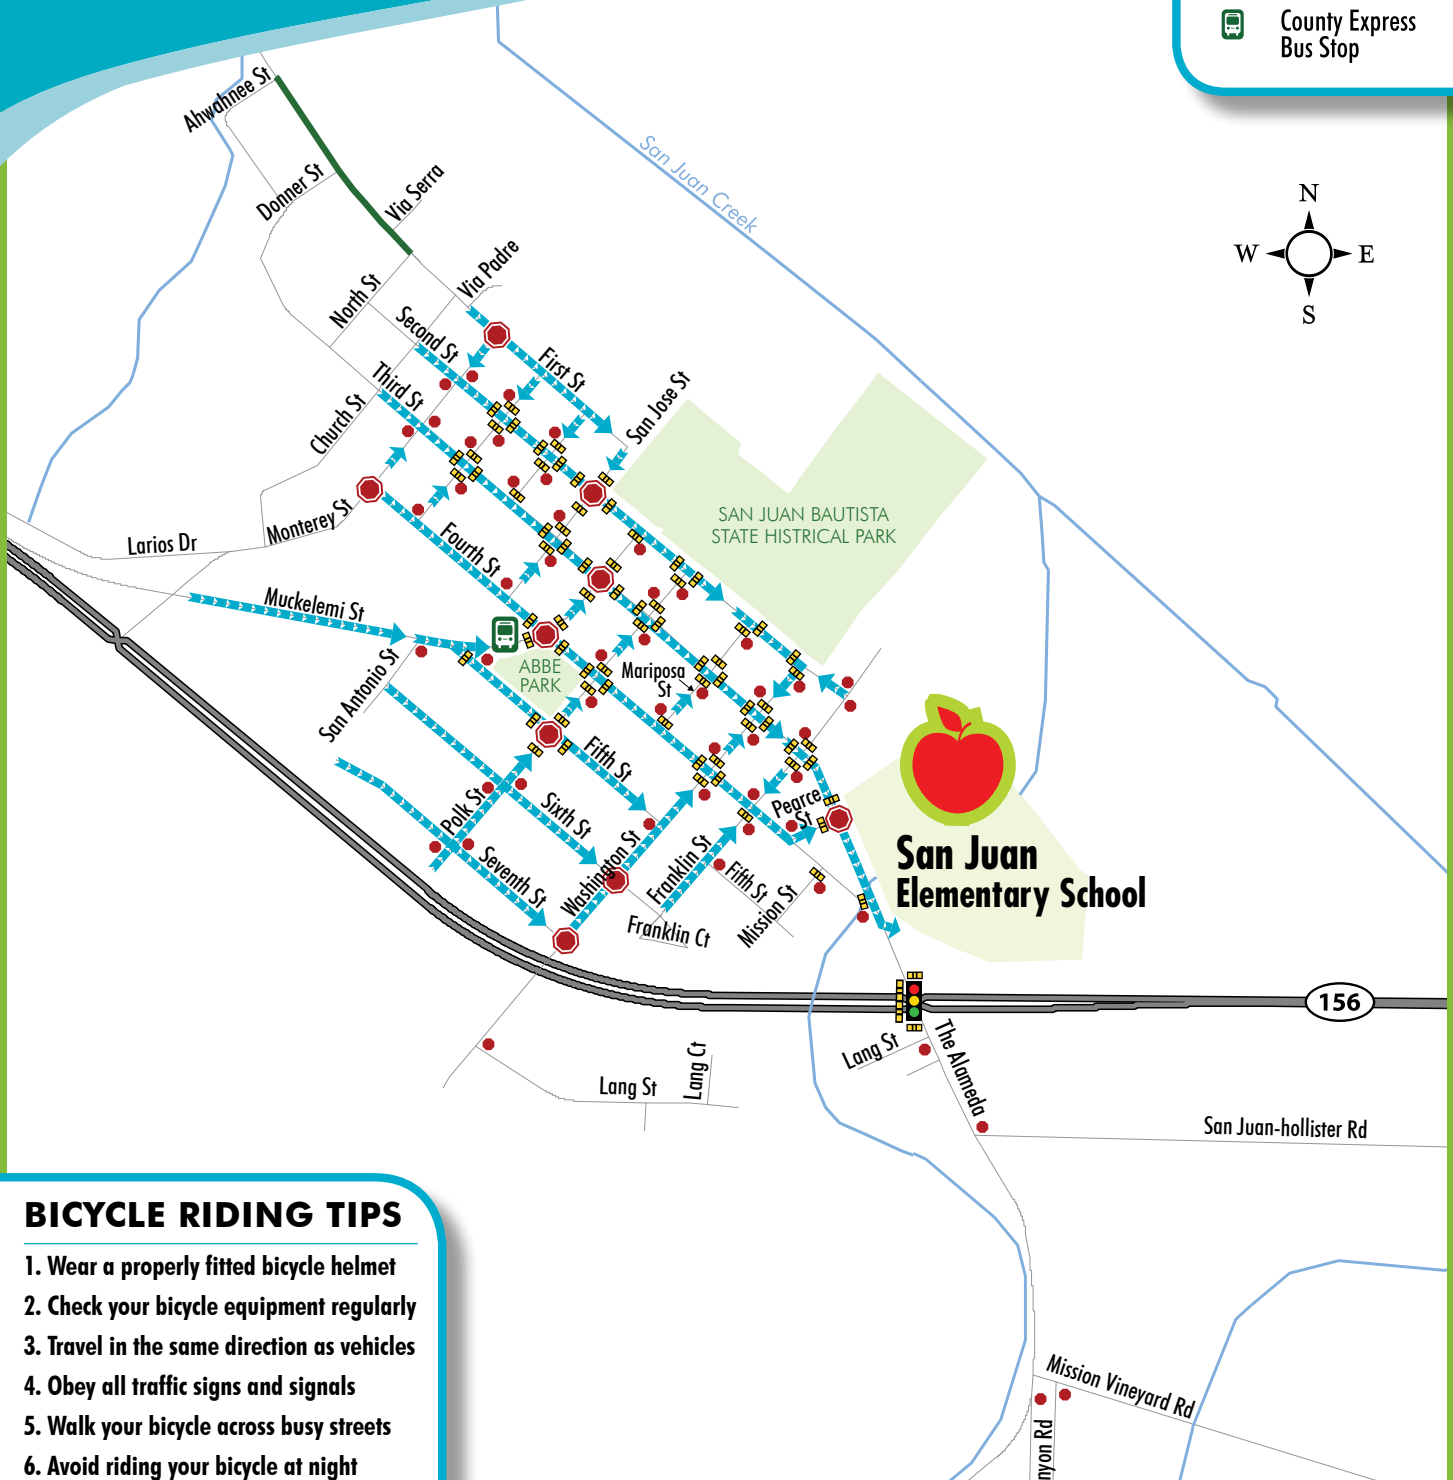 County Express
Bus Stop
N
W
E
S
San Juan Creek
Ahwahnee St
Donner St
Via Serra
Via Padre
North St
Second St
First St
Third St
San Jose St
Church St
Monterey St
Larios Dr
Fourth St
SAN JUAN BAUTISTA
STATE HISTRICAL PARK
Muckelemi St
ABBE
PARK
Mariposa
St
San Antonio St
Fifth St
Polk St
Sixth St
Pearce
St
Seventh St
Washington St
Franklin St
Fifth St
Mission St
Franklin Ct
San Juan
Elementary School
156
Lang St
The Alameda
Lang St
Lang Ct
San Juan-hollister Rd
Mission Vineyard Rd
nyon Rd
BICYCLE RIDING TIPS
1. Wear a properly fitted bicycle helmet
2. Check your bicycle equipment regularly
3. Travel in the same direction as vehicles
4. Obey all traffic signs and signals
5. Walk your bicycle across busy streets
6. Avoid riding your bicycle at night